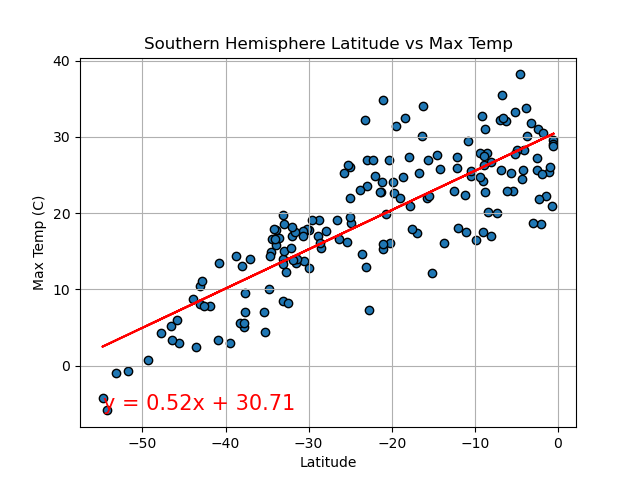 Southern Hemisphere Latitude vs Max Temp
Max Temp (C)
40
30
20
10
0
y = 0.52x + 30.71
−50
−40
−30
−20
−10
0
Latitude